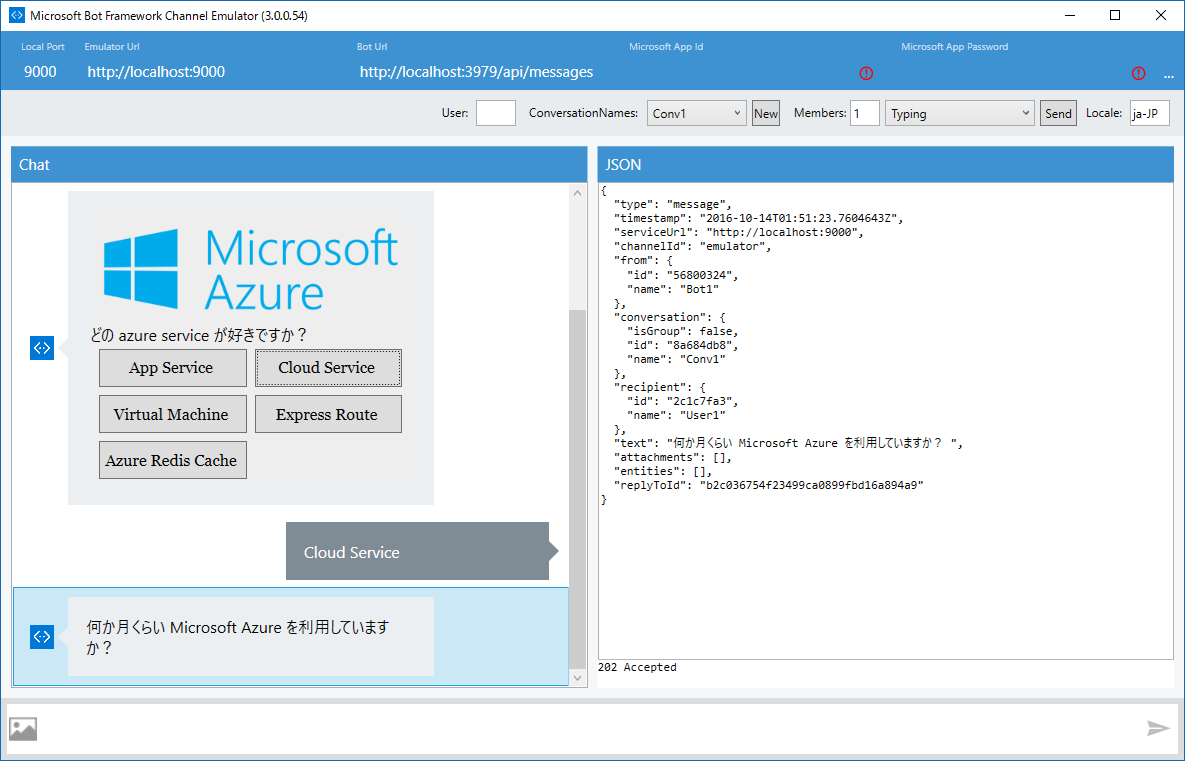 Microsoft Bot Framework Channel Emulator (3.0.0.54)
Local Port Emulator Url Bot Url Microsoft App Id Microsoft App Password
9000 http://localhost:9000 http://localhost:3979/api/messages ...
User: ConversationNames: Conv1 New Members: 1 Typing Send Locale: ja-JP
Chat
Microsoft
Azure
どの azure service が好きですか？
App Service Cloud Service
Virtual Machine Express Route
Azure Redis Cache
Cloud Service
何か月くらい Microsoft Azure を利用しています
か？
JSON
{
"type": "message",
"timestamp": "2016-10-14T01:51:23.7604643Z",
"serviceUrl": "http://localhost:9000",
"channelId": "emulator",
"from": {
"id": "56800324",
"name": "Bot1"
},
"conversation": {
"isGroup": false,
"id": "8a684db8",
"name": "Conv1"
},
"recipient": {
"id": "2c1c7fa3",
"name": "User1"
},
"text": "何か月くらい Microsoft Azure を利用していますか？ ",
"attachments": [],
"entities": [],
"replyToId": "b2c036754f23499ca0899fbd16a894a9"
}
202 Accepted